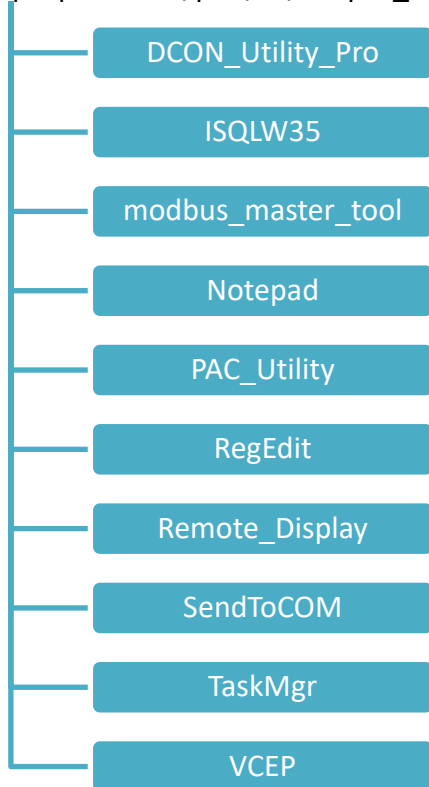 DCON_Utility_Pro
ISQLW35
modbus_master_tool
Notepad
PAC_Utility
RegEdit
Remote_Display
SendToCOM
TaskMgr
VCEP